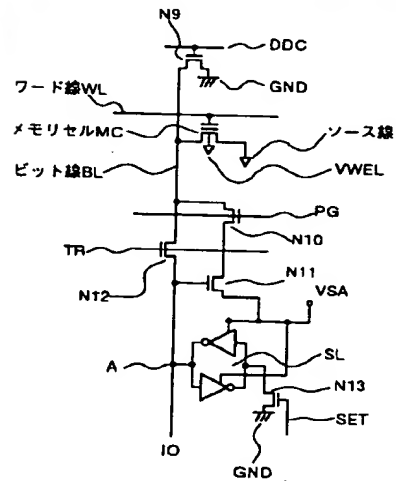 N9
DDC
GND
ワード線WL
メモリセルMC
ソース線
ビット線BL
VWEL
PG
N10
TR
N11
N12
VSA
A
SL
N13
SET
IO
GND